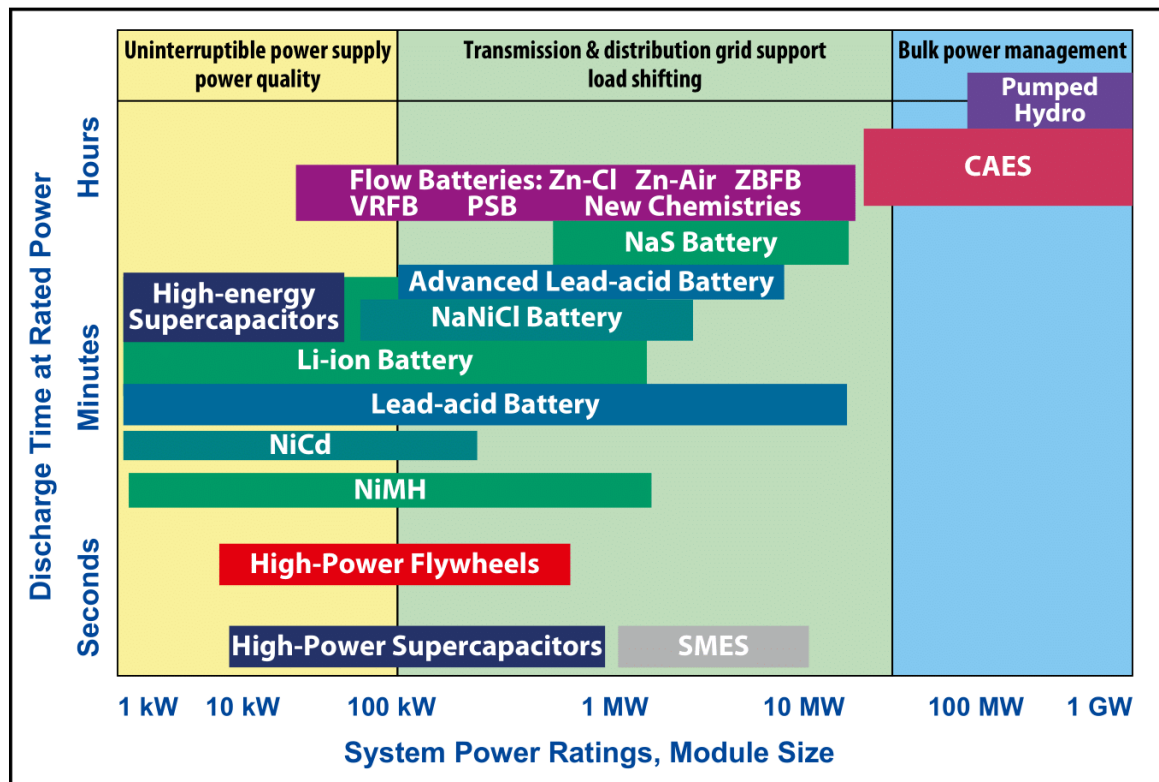 Uninterruptible power supply
power quality
Transmission & distribution grid support
load shifting
Bulk power management
Pumped
Hydro
CAES
Flow Batteries: Zn-Cl Zn-Air ZBFB
VRFB PSB New Chemistries
NaS Battery
Advanced Lead-acid Battery
High-energy
Supercapacitors
NaNiCl Battery
Li-ion Battery
Lead-acid Battery
NiCd
NiMH
High-Power Flywheels
High-Power Supercapacitors
SMES
Discharge Time at Rated Power
Hours
Minutes
Seconds
1 kW 10 kW 100 kW 1 MW 10 MW 100 MW 1 GW
System Power Ratings, Module Size